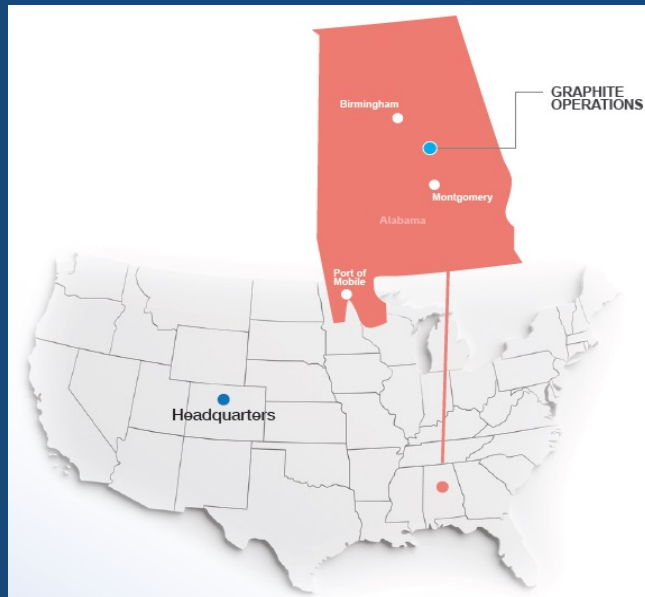 Birmingham
GRAPHITE
OPERATIONS
Montgomery
Alabama
Port of
Mobile
Headquarters